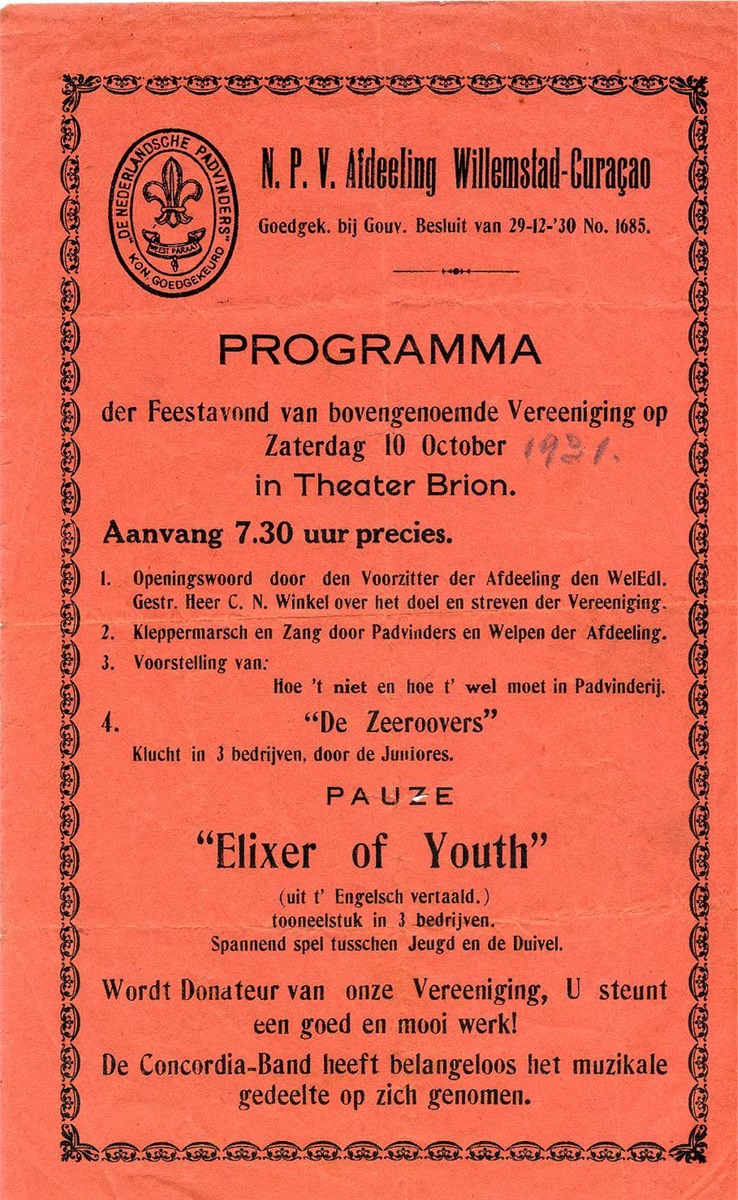 "DE NEDERLANDSCHE PADVINDERS"
WEEST PARAAT
KON. GOEDGEKEURD
N. P. V. Afdeeling Willemstad-Curaçao
Goedgek. bij Gouv. Besluit van 29-12-'30 No. 1685.
PROGRAMMA
der Feestavond van bovengenoemde Vereeniging op
Zaterdag 10 October 1931.
in Theater Brion.
Aanvang 7.30 uur precies.
1. Openingswoord door den Voorzitter der Afdeeling den WelEdl.
Gestr. Heer C. N. Winkel over het doel en streven der Vereeniging.
2. Kleppermarsch en Zang door Padvinders en Welpen der Afdeeling.
3. Voorstelling van:
Hoe 't niet en hoe t' wel moet in Padvinderij.
4. "De Zeeroovers"
Klucht in 3 bedrijven, door de Juniores.
PAUZE
"Elixer of Youth"
(uit t' Engelsch vertaald.)
tooneelstuk in 3 bedrijven.
Spannend spel tusschen Jeugd en de Duivel.
Wordt Donateur van onze Vereeniging, U steunt
een goed en mooi werk!
De Concordia-Band heeft belangeloos het muzikale
gedeelte op zich genomen.